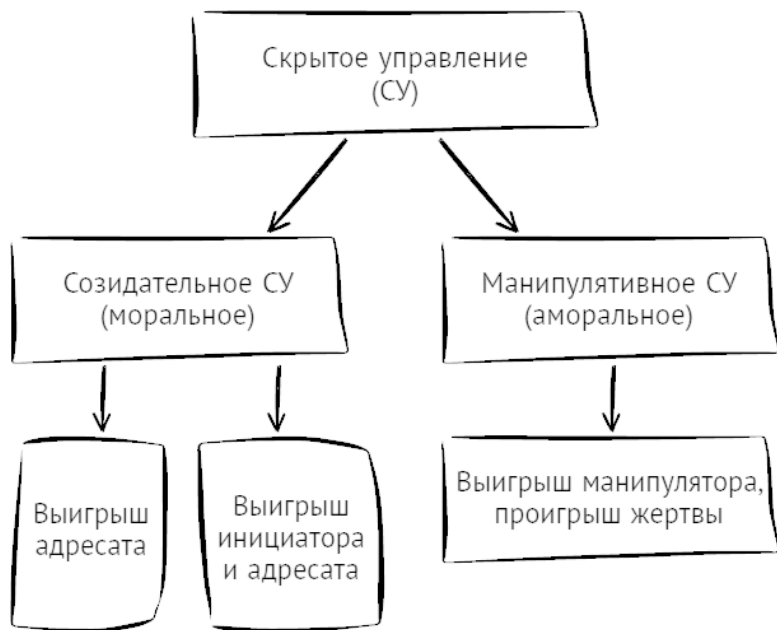 Скрытое управление
(СУ)
Созидательное СУ
(моральное)
Манипулятивное СУ
(аморальное)
Выигрыш
адресата
Выигрыш
инициатора
и адресата
Выигрыш манипулятора,
проигрыш жертвы